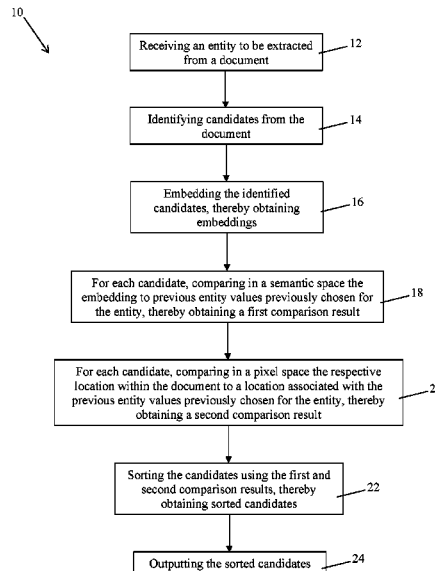 10
Receiving an entity to be extracted
from a document
12
Identifying candidates from the
document
14
Embedding the identified
candidates, thereby obtaining
embeddings
16
For each candidate, comparing in a semantic space
the embedding to previous entity values previously chosen for
the entity, thereby obtaining a first comparison result
18
For each candidate, comparing in a pixel space the respective
location within the document to a location associated with the
previous entity values previously chosen for the entity, thereby
obtaining a second comparison result
2
Sorting the candidates using the first and
second comparison results, thereby
obtaining sorted candidates
22
Outputting the sorted candidates
24